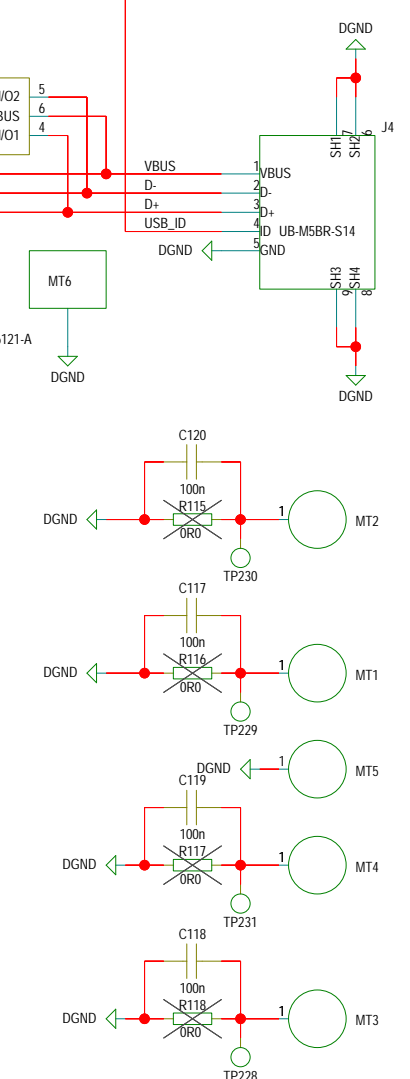 DGND
J4
I/O2 5
BUS 6
I/O1 4
SH1 7
SH2 6
VBUS 1 VBUS
D- 2 D-
D+ 3 D+
USB_ID 4 ID UB-M5BR-S14
DGND 5 GND
MT6
SH3 9
SH4 8
121-A
DGND
DGND
C120
100n
R115
DGND 1 MT2
0R0
TP230
C117
100n
R116
DGND 1 MT1
0R0
TP229
DGND 1 MT5
C119
100n
R117
DGND 1 MT4
0R0
TP231
C118
100n
R118
DGND 1 MT3
0R0
TP228